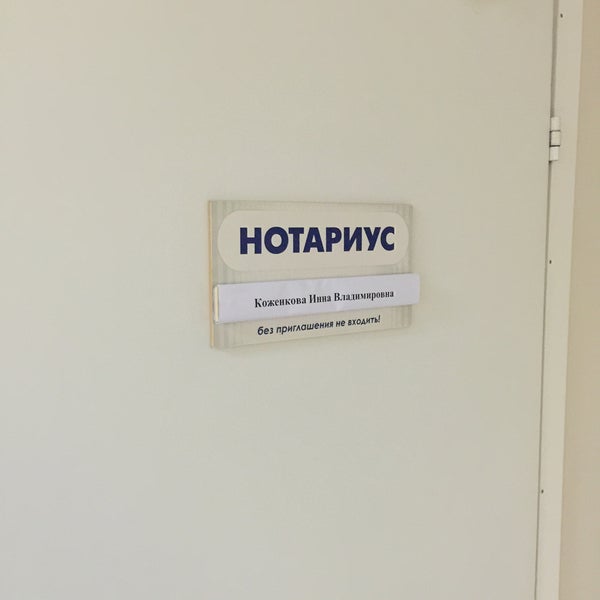 НОТАРИУС
Коженкова Инна Владимировна
без приглашения не входить!